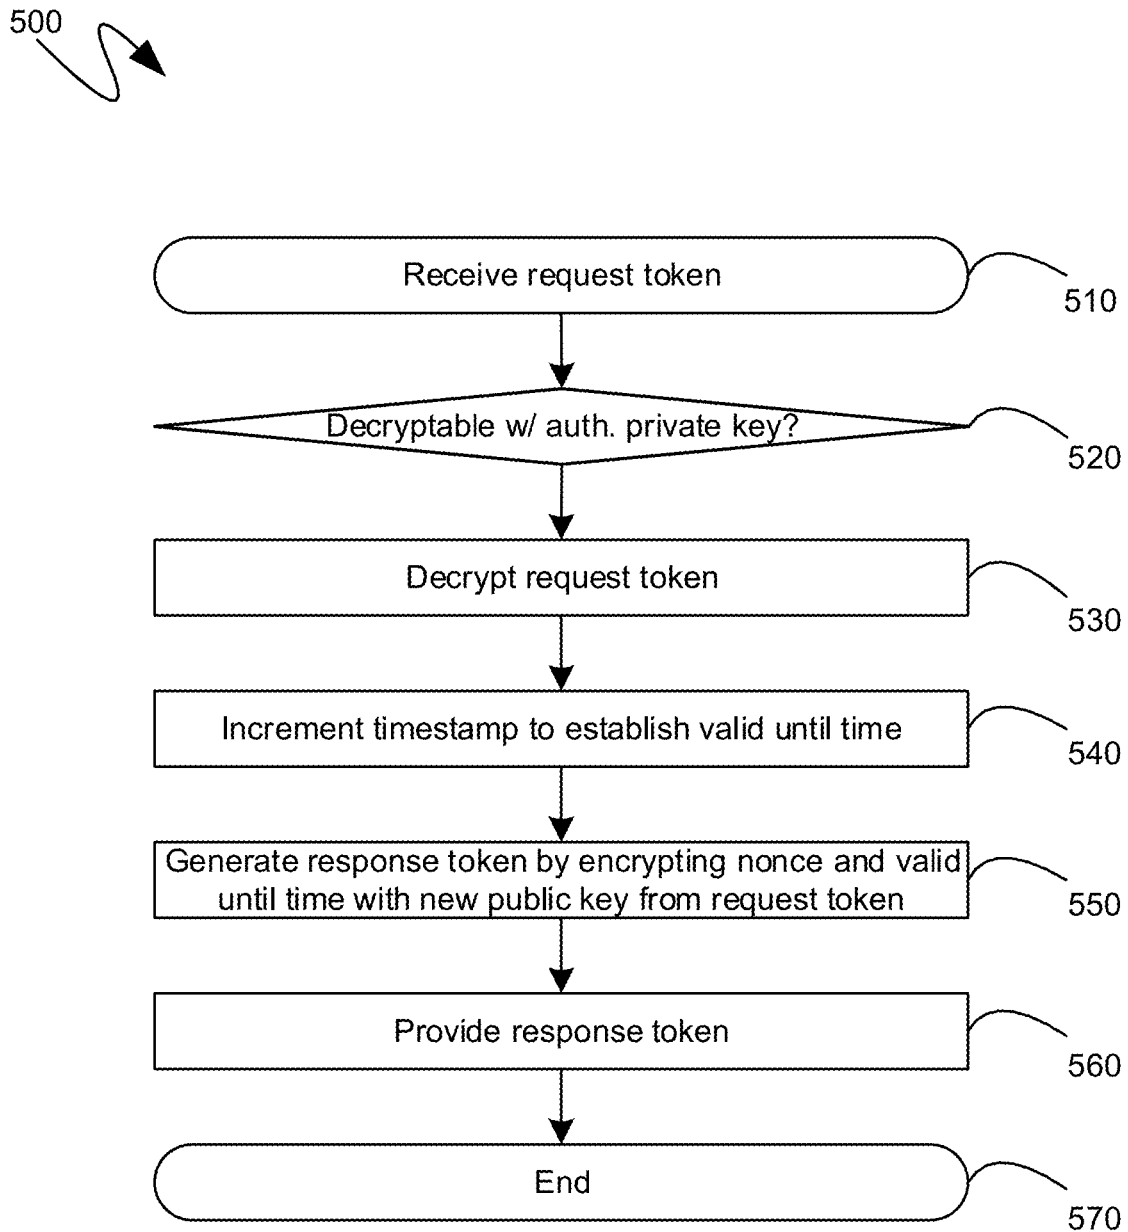 500
Receive request token
510
Decryptable w/ auth. private key?
520
Decrypt request token
530
Increment timestamp to establish valid until time
540
Generate response token by encrypting nonce and valid
until time with new public key from request token
550
Provide response token
560
End
570